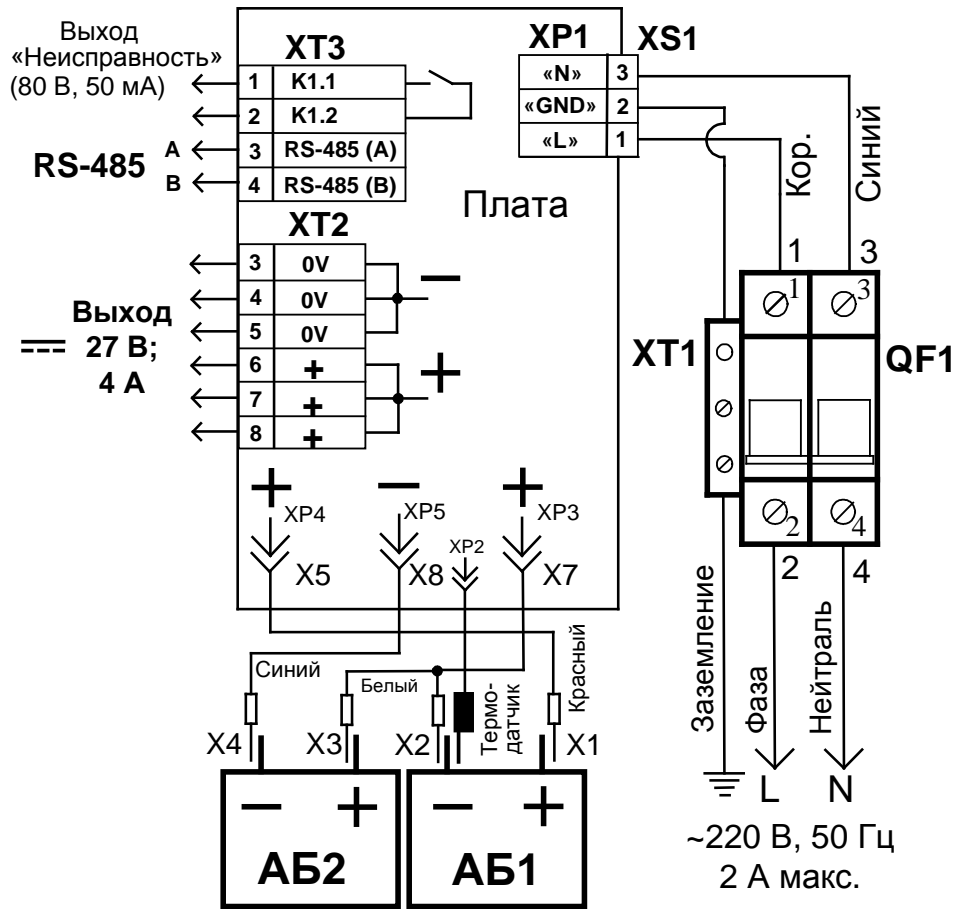 Выход
«Неисправность»
(80 В, 50 мА)
XT3
1 K1.1
2 K1.2
A 3 RS-485 (A)
B 4 RS-485 (B)
RS-485
XP1 XS1
«N» 3
«GND» 2
«L» 1
Плата
Кор.
Синий
XT2
3 0V
4 0V
5 0V
6 +
7 +
8 +
−
+
Выход
27 В;
4 А
1 3
1 3
XT1
QF1
2 4
2 4
+ − +
XP4 XP5 XP2 XP3
X5 X8 X7
Синий
Белый
Термо-
датчик
Красный
X4 X3 X2 X1
− + − +
АБ2 АБ1
Заземление
Фаза
Нейтраль
L N
~220 В, 50 Гц
2 А макс.